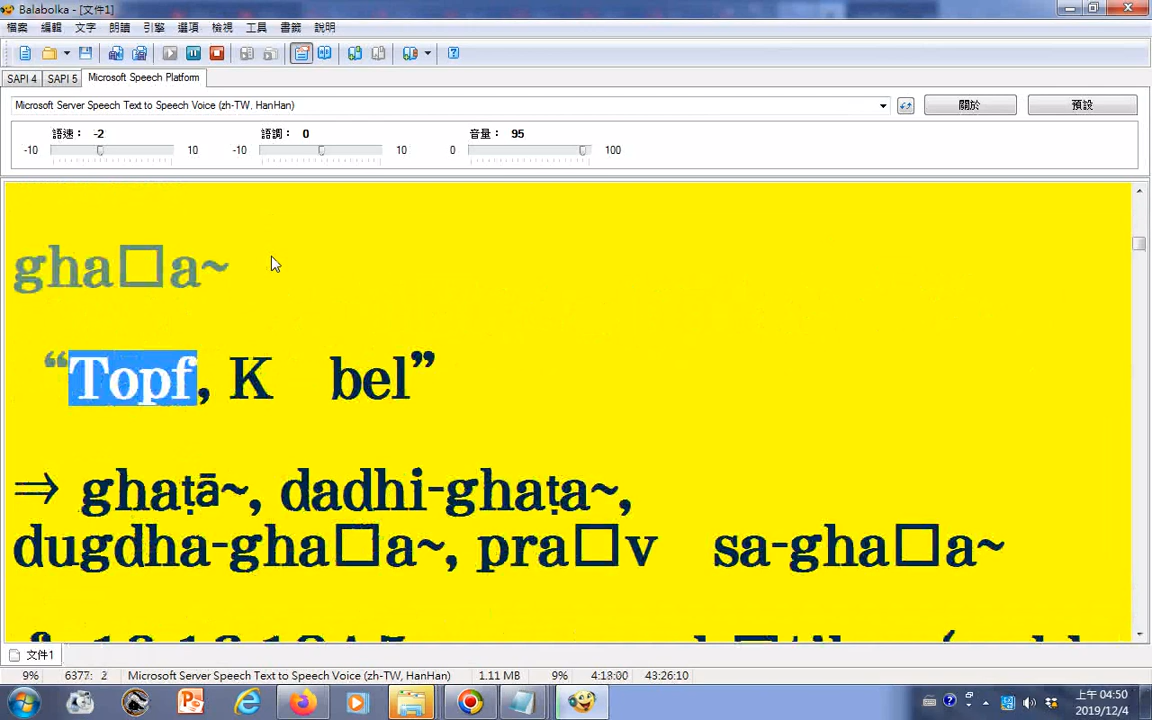 Balabolka - [文件1]
檔案 編輯 文字 朗讀 引擎 選項 檢視 工具 書籤 說明
SAPI 4 SAPI 5 Microsoft Speech Platform
Microsoft Server Speech Text to Speech Voice (zh-TW, HanHan) 關於 預設
語速： -2 語調： 0 音量： 95
-10 10 -10 10 0 100
gha□a~
“Topf, K bel”
⇒ ghaṭā~, dadhi-ghaṭa~,
dugdha-gha□a~, pra□v sa-gha□a~
文件1
9% 6377: 2 Microsoft Server Speech Text to Speech Voice (zh-TW, HanHan) 1.11 MB 9% 4:18:00 43:26:10
上午 04:50
2019/12/4